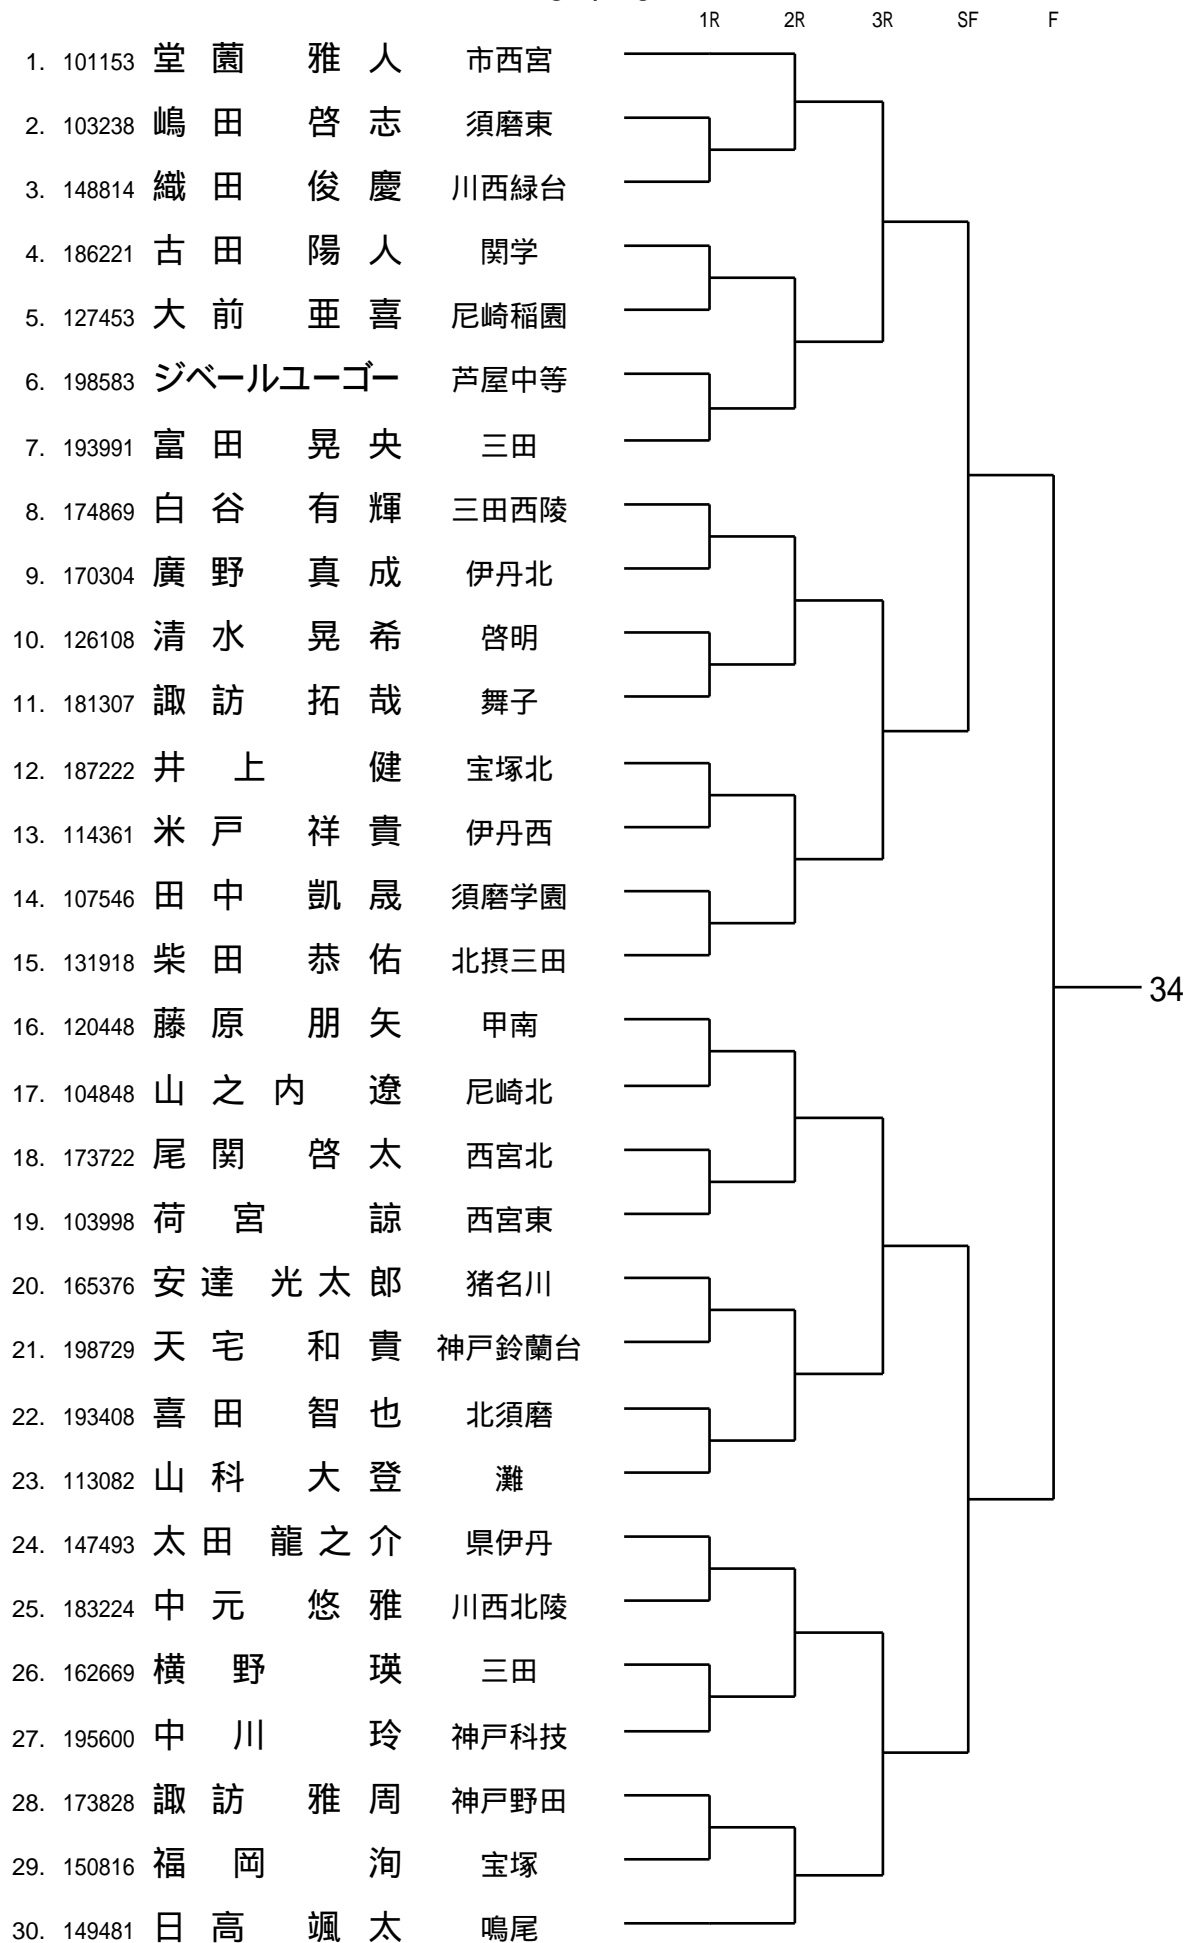 1R 2R 3R SF F
1. 101153 堂薗 雅人 市西宮
2. 103238 嶋田 啓志 須磨東
3. 148814 織田 俊慶 川西緑台
4. 186221 古田 陽人 関学
5. 127453 大前 亜喜 尼崎稲園
6. 198583 ジベールユーゴー 芦屋中等
7. 193991 富田 晃央 三田
8. 174869 白谷 有輝 三田西陵
9. 170304 廣野 真成 伊丹北
10. 126108 清水 晃希 啓明
11. 181307 諏訪 拓哉 舞子
12. 187222 井上 健 宝塚北
13. 114361 米戸 祥貴 伊丹西
14. 107546 田中 凱晟 須磨学園
15. 131918 柴田 恭佑 北摂三田
34
16. 120448 藤原 朋矢 甲南
17. 104848 山之内 遼 尼崎北
18. 173722 尾関 啓太 西宮北
19. 103998 荷宮 諒 西宮東
20. 165376 安達 光太郎 猪名川
21. 198729 天宅 和貴 神戸鈴蘭台
22. 193408 喜田 智也 北須磨
23. 113082 山科 大登 灘
24. 147493 太田 龍之介 県伊丹
25. 183224 中元 悠雅 川西北陵
26. 162669 横野 瑛 三田
27. 195600 中川 玲 神戸科技
28. 173828 諏訪 雅周 神戸野田
29. 150816 福岡 洵 宝塚
30. 149481 日高 颯太 鳴尾